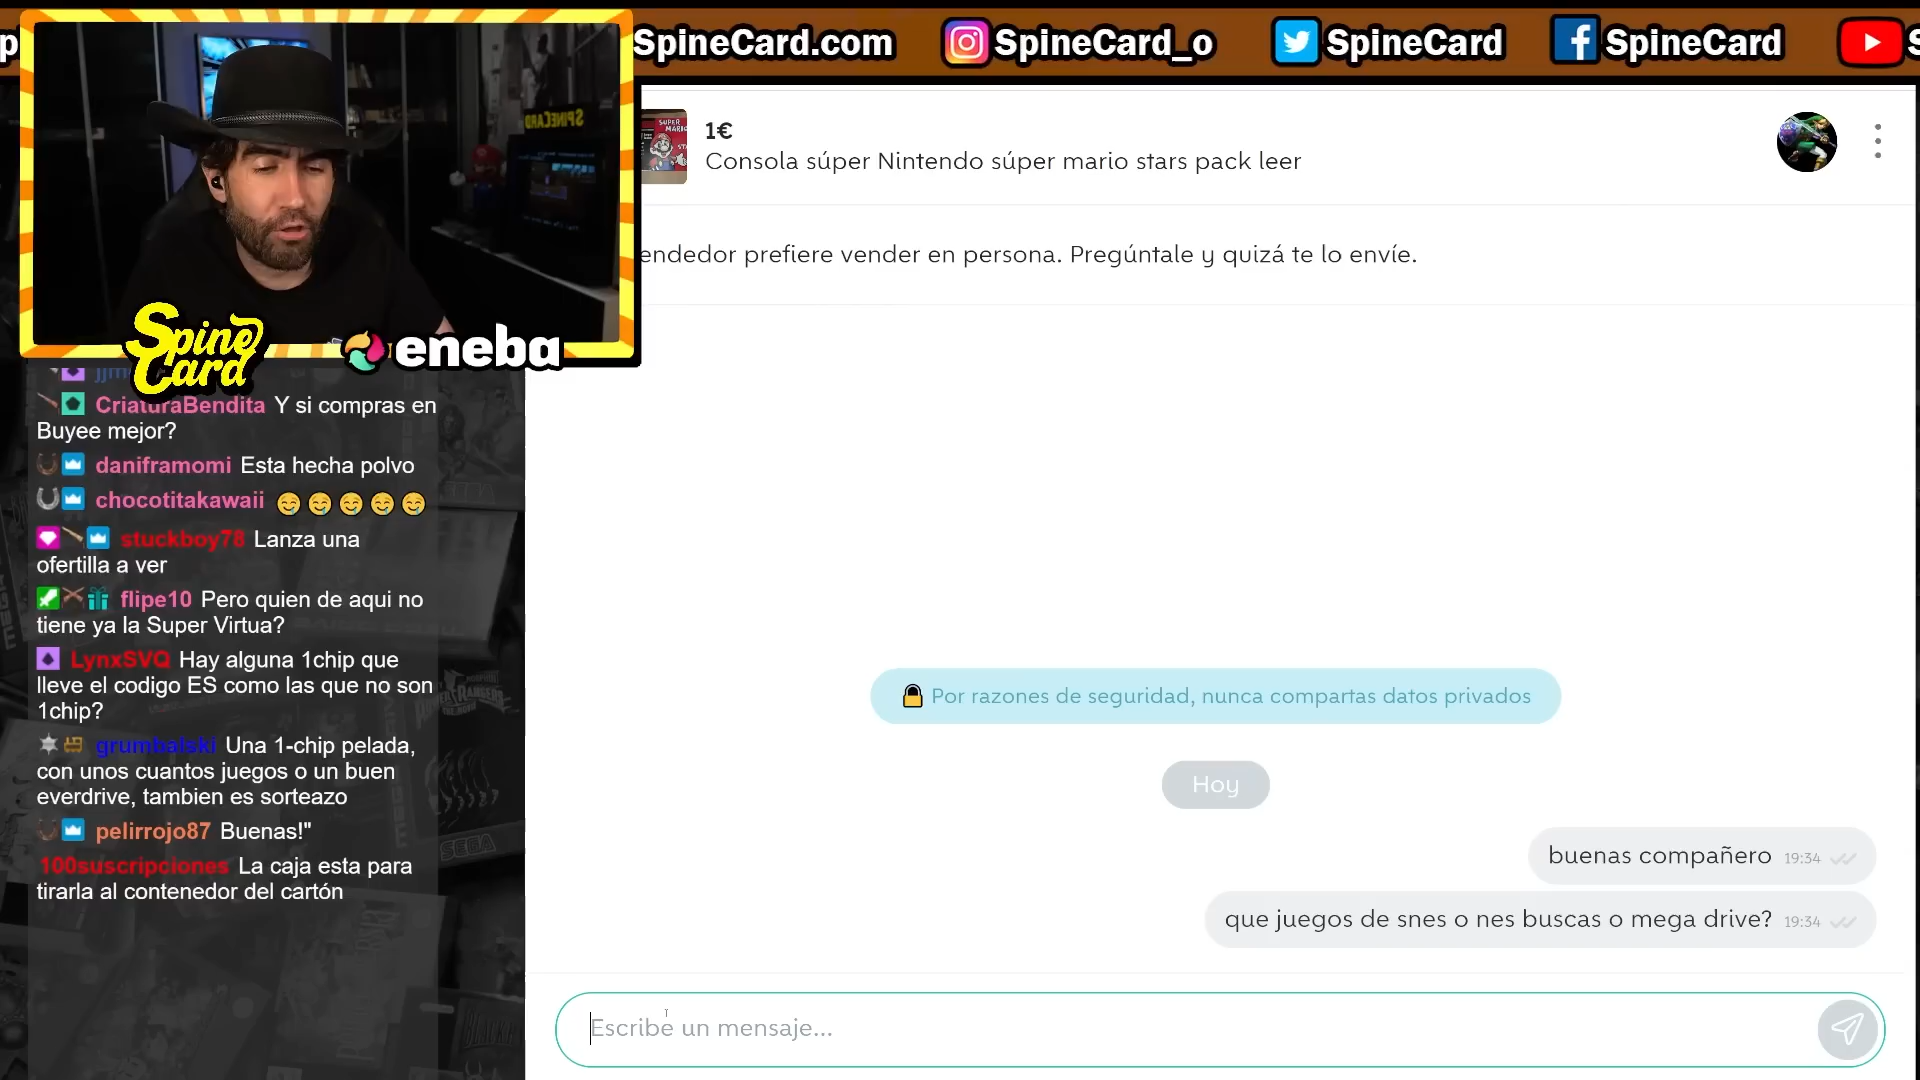 SpineCard.com
SpineCard_o
SpineCard
SpineCard
SPINECARD
Spine
Card
eneba
SUPER
MARIO
1€
Consola súper Nintendo súper mario stars pack leer
endedor prefiere vender en persona. Pregúntale y quizá te lo envíe.
CriaturaBendita Y si compras en
Buyee mejor?
daniframomi Esta hecha polvo
chocotitakawaii
stuckboy78 Lanza una
ofertilla a ver
flipe10 Pero quien de aqui no
tiene ya la Super Virtua?
LynxSVQ Hay alguna 1chip que
lleve el codigo ES como las que no son
1chip?
grumbalski Una 1-chip pelada,
con unos cuantos juegos o un buen
everdrive, tambien es sorteazo
pelirrojo87 Buenas!"
100suscripciones La caja esta para
tirarla al contenedor del cartón
SEGA
Por razones de seguridad, nunca compartas datos privados
Hoy
buenas compañero 19:34
que juegos de snes o nes buscas o mega drive? 19:34
Escribe un mensaje...